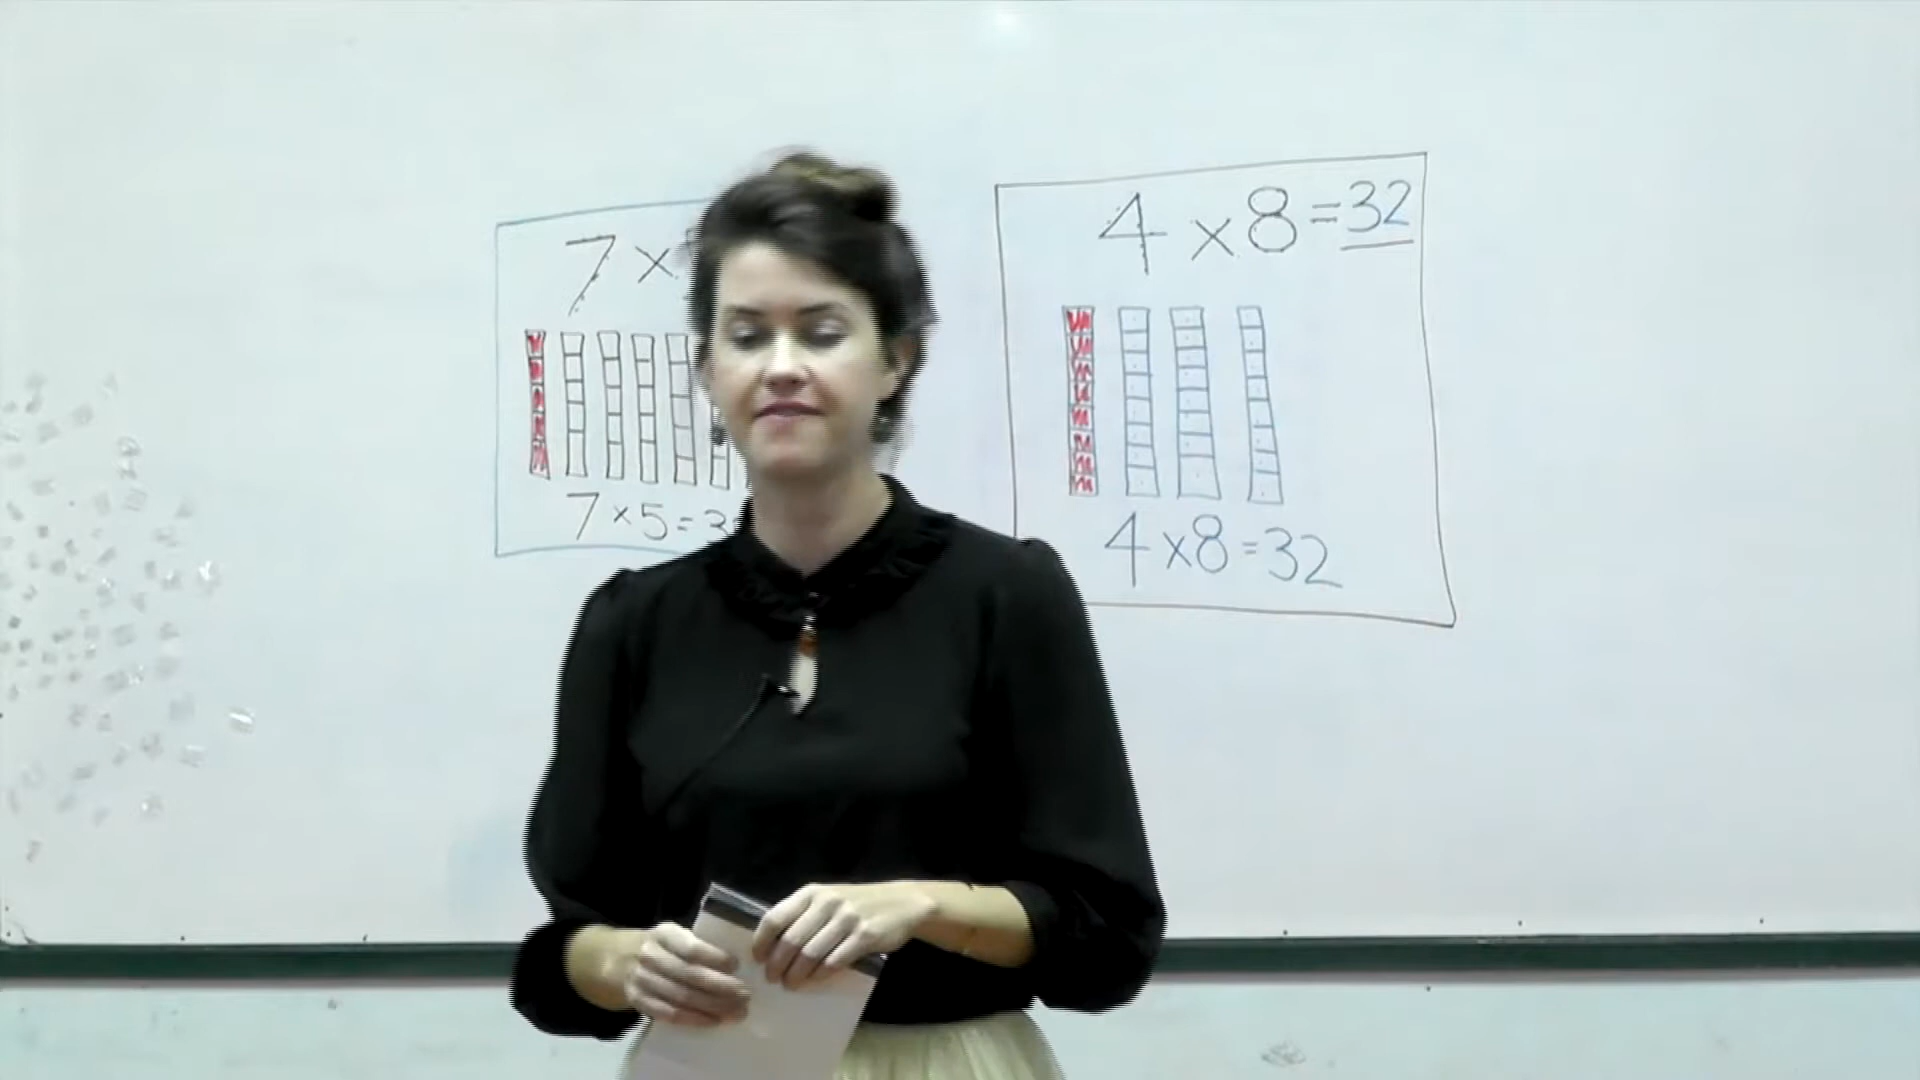 7 ×
7 × 5 = 3
4 × 8 = 32
4 × 8 = 32